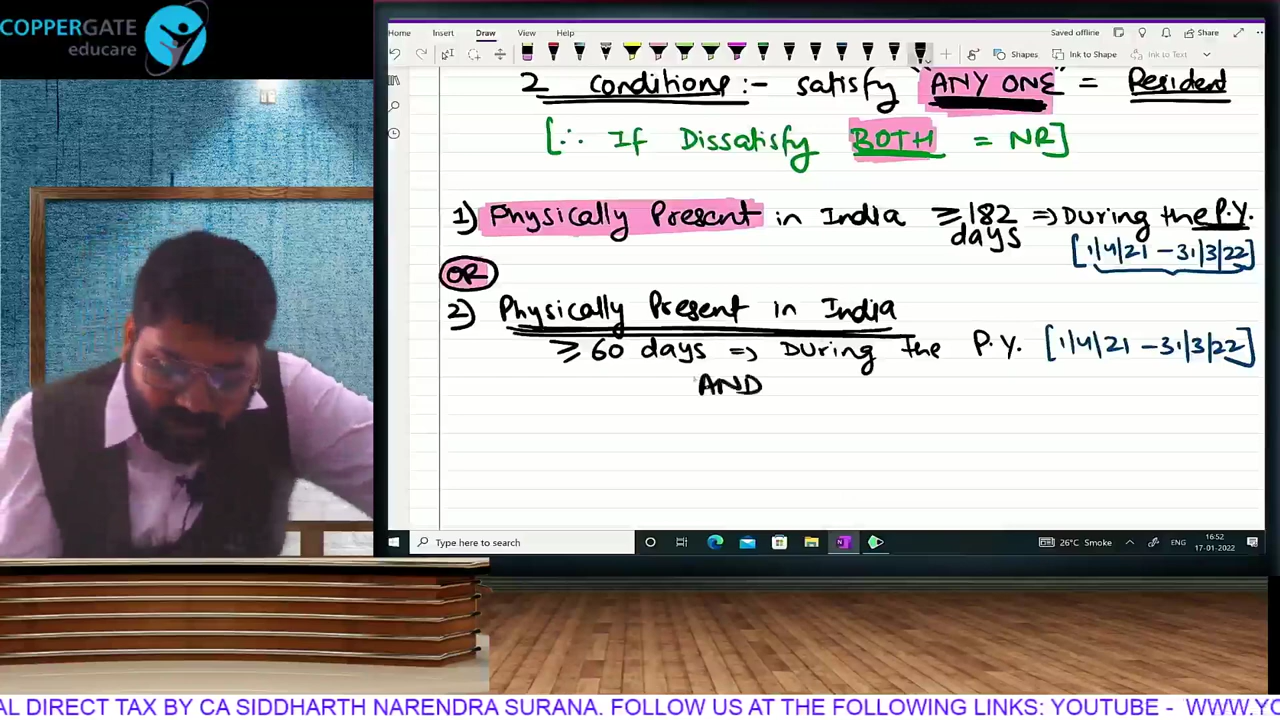 COPPERGATE
educare
Home Insert Draw View Help
Saved offline
Share
Shapes
Ink to Shape
Ink to Text
2 Conditions :- satisfy "ANY ONE" = Resident
[∴ If Dissatisfy BOTH = NR]
1) Physically Present in India ≥182 days ⇒ During the P.Y.
[1/4/21 - 31/3/22]
OR
2) Physically Present in India
≥ 60 days ⇒ During the P.Y. [1/4/21 - 31/3/22]
AND
Type here to search
26°C Smoke
ENG
16:52
17-01-2022
AL DIRECT TAX BY CA SIDDHARTH NARENDRA SURANA. FOLLOW US AT THE FOLLOWING LINKS: YOUTUBE - WWW.YO